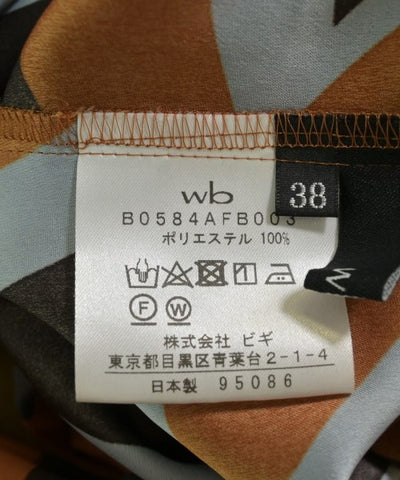 wb
38
B0584AFB003
ポリエステル 100%
F W
株式会社 ビギ
東京都目黒区青葉台2-1-4
日本製 95086